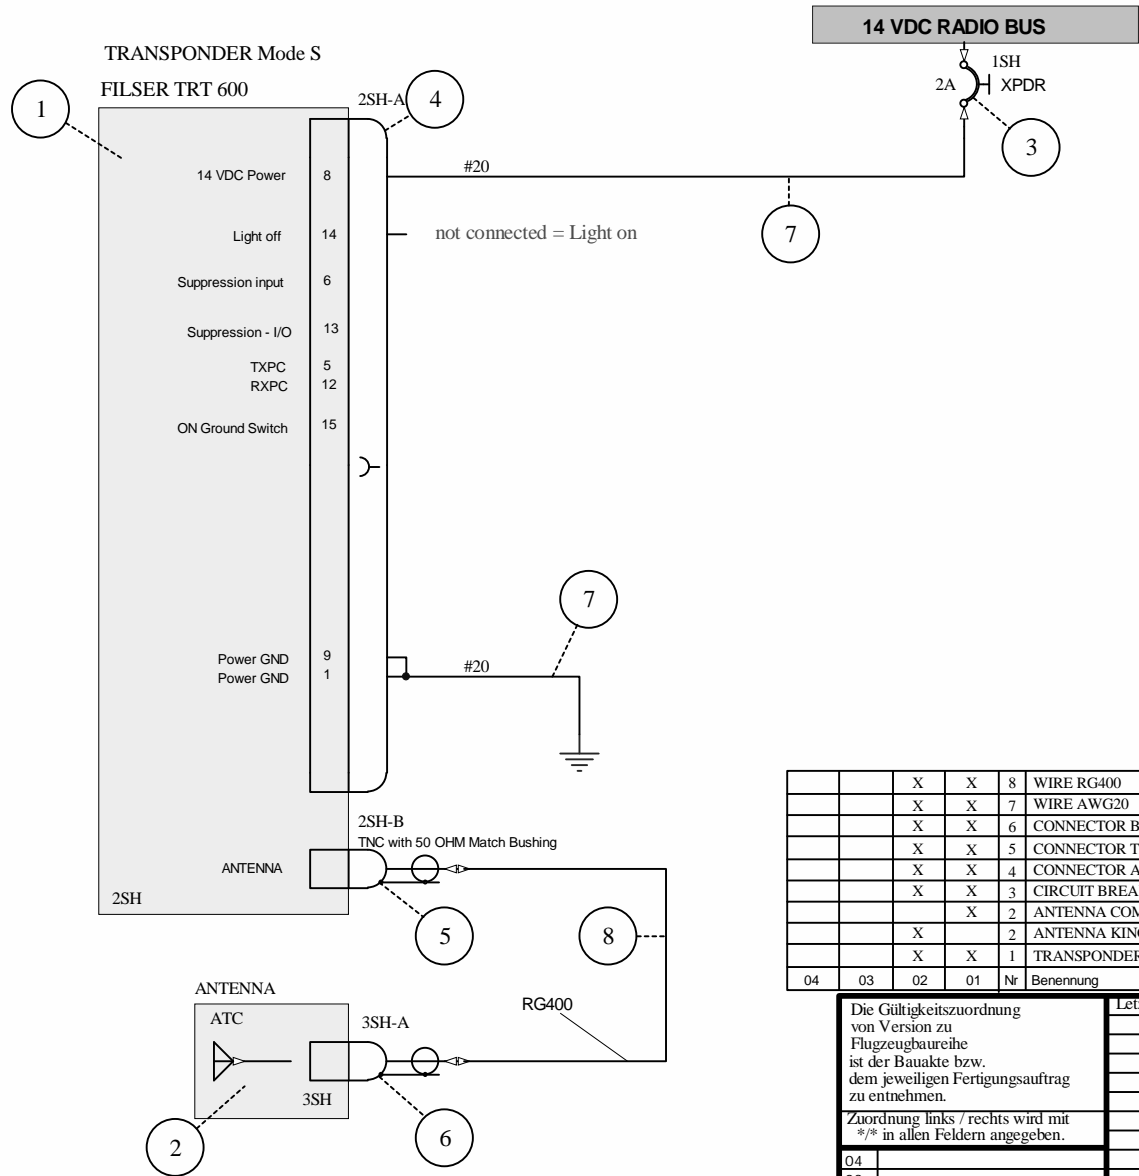 14 VDC RADIO BUS
1SH
2A
XPDR
3
TRANSPONDER Mode S
FILSER TRT 600
1
2SH-A
4
14 VDC Power
8
#20
7
Light off
14
not connected = Light on
Suppression input
6
Suppression - I/O
13
TXPC
5
RXPC
12
ON Ground Switch
15
7
Power GND
9
Power GND
1
#20
2SH-B
TNC with 50 OHM Match Bushing
ANTENNA
2SH
5
8
ANTENNA
ATC
3SH-A
3SH
RG400
2
6
X X 8 WIRE RG400
X X 7 WIRE AWG20
X X 6 CONNECTOR B
X X 5 CONNECTOR T
X X 4 CONNECTOR A
X X 3 CIRCUIT BREA
X 2 ANTENNA COM
X 2 ANTENNA KIN
X X 1 TRANSPONDER
04 03 02 01 Nr Benennung
Die Gültigkeitszuordnung
von Version zu
Flugzeugbaureihe
ist der Bauakte bzw.
dem jeweiligen Fertigungsauftrag
zu entnehmen.
Zuordnung links / rechts wird mit
*/* in allen Feldern angegeben.
04